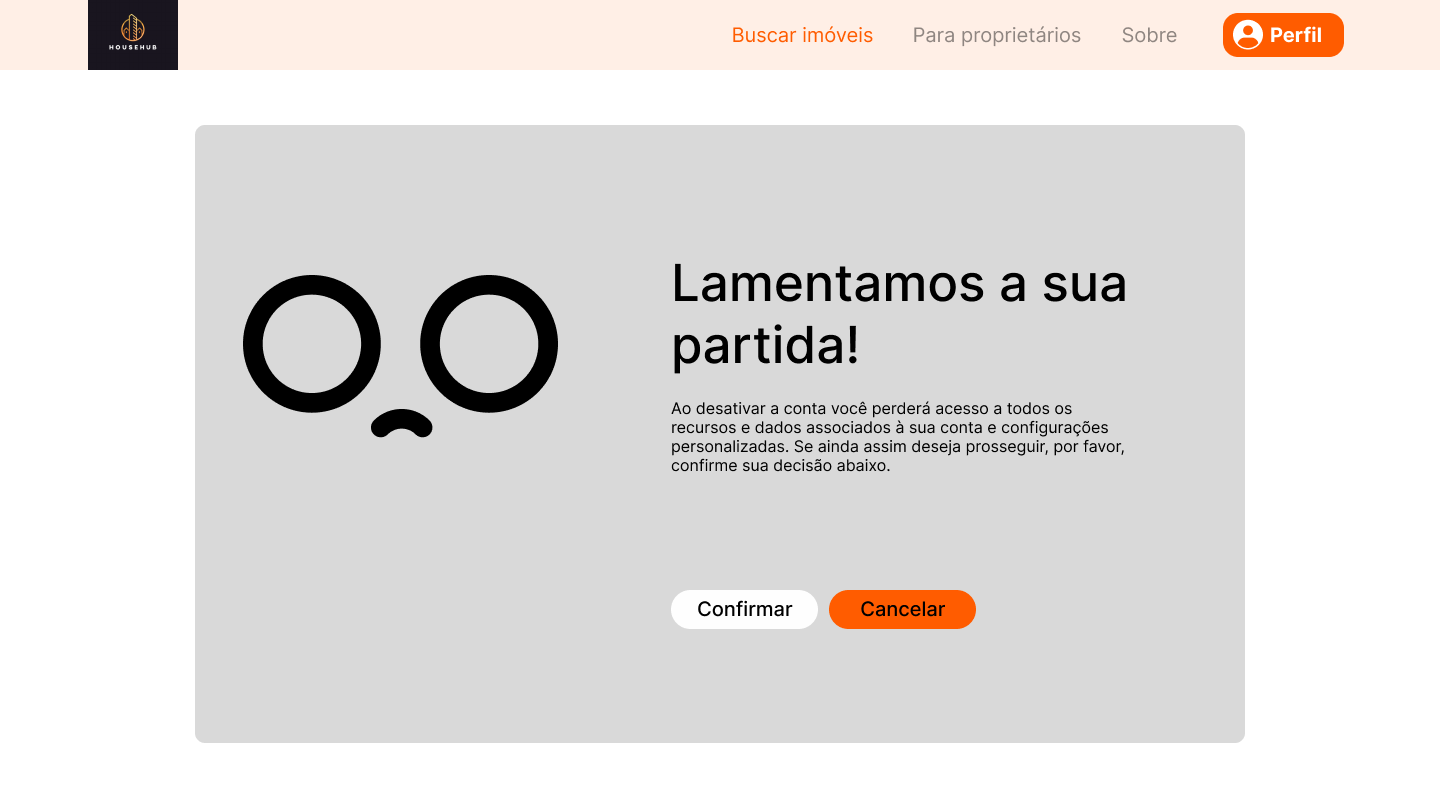 HOUSEHUB
Buscar imóveis
Para proprietários
Sobre
Perfil
Lamentamos a sua
partida!
Ao desativar a conta você perderá acesso a todos os
recursos e dados associados à sua conta e configurações
personalizadas. Se ainda assim deseja prosseguir, por favor,
confirme sua decisão abaixo.
Confirmar
Cancelar